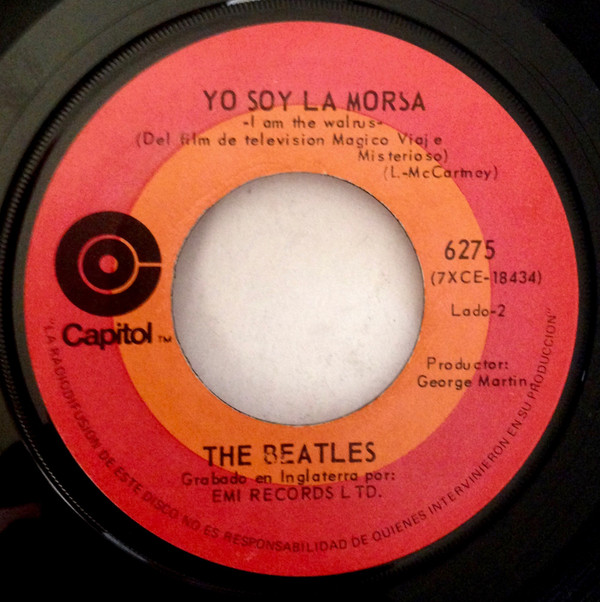 YO SOY LA MORSA
-I am the walrus-
(Del film de television Magico Viaje
Misterioso)
(L.-McCartney)
6275
(7XCE-18434)
Lado-2
Capitol TM
Productor:
George Martin.
THE BEATLES
Grabado en Inglaterra por:
EMI RECORDS LTD.
"LA RADIODIFUSION DE ESTE DISCO NO ES RESPONSABILIDAD DE QUIENES INTERVINIERON EN SU PRODUCCION"